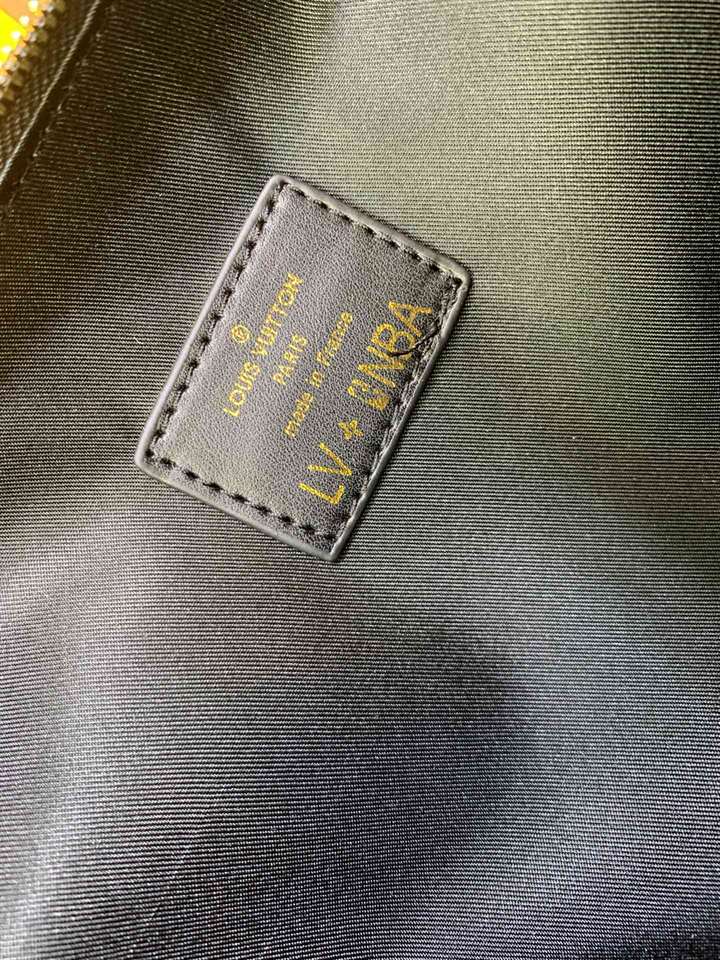 ®
LOUIS VUITTON
PARIS
made in France
LV + NBA